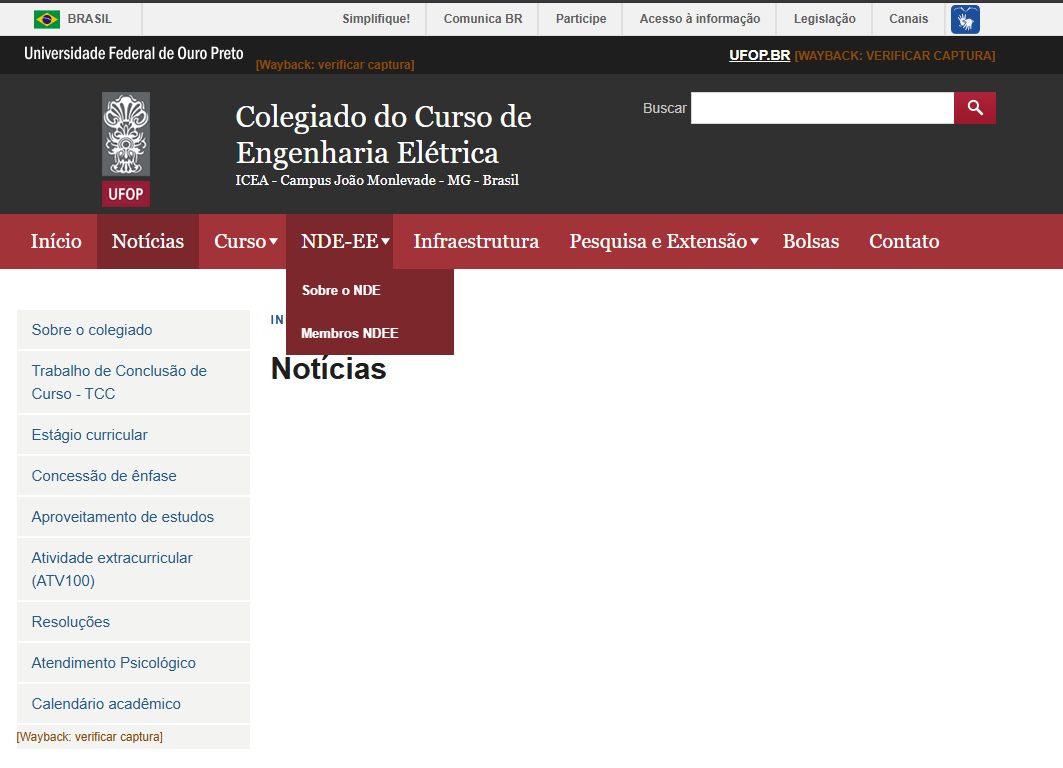 BRASIL
Simplifique!
Comunica BR
Participe
Acesso à informação
Legislação
Canais
Universidade Federal de Ouro Preto
[Wayback: verificar captura]
UFOP.BR [WAYBACK: VERIFICAR CAPTURA]
UFOP
Colegiado do Curso de
Engenharia Elétrica
ICEA - Campus João Monlevade - MG - Brasil
Buscar
Início
Notícias
Curso
NDE-EE
Infraestrutura
Pesquisa e Extensão
Bolsas
Contato
Sobre o NDE
Membros NDEE
Sobre o colegiado
Trabalho de Conclusão de
Curso - TCC
Estágio curricular
Concessão de ênfase
Aproveitamento de estudos
Atividade extracurricular
(ATV100)
Resoluções
Atendimento Psicológico
Calendário acadêmico
[Wayback: verificar captura]
IN
Notícias